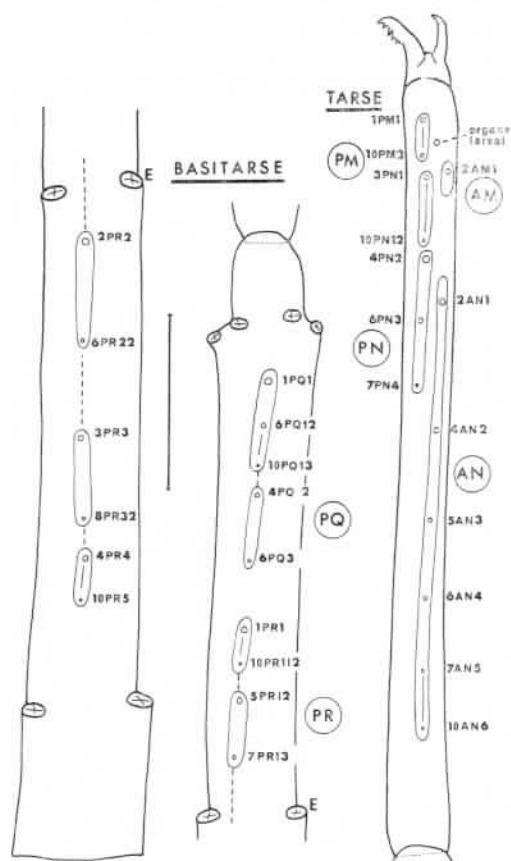 E
2PR2
6PR22
3PR3
8PR32
4PR4
10PR5
BASITARSE
1PQ1
6PQ12
10PQ13
4PQ2
6PQ3
PQ
1PR1
10PR112
5PR12
7PR13
PR
E
TARSE
1PM1
organe
larval
10PM2
PM
3PN1
2AM1
AM
10PN12
4PN2
2AN1
6PN3
PN
7PN4
4AN2
AN
5AN3
6AN4
7AN5
10AN6